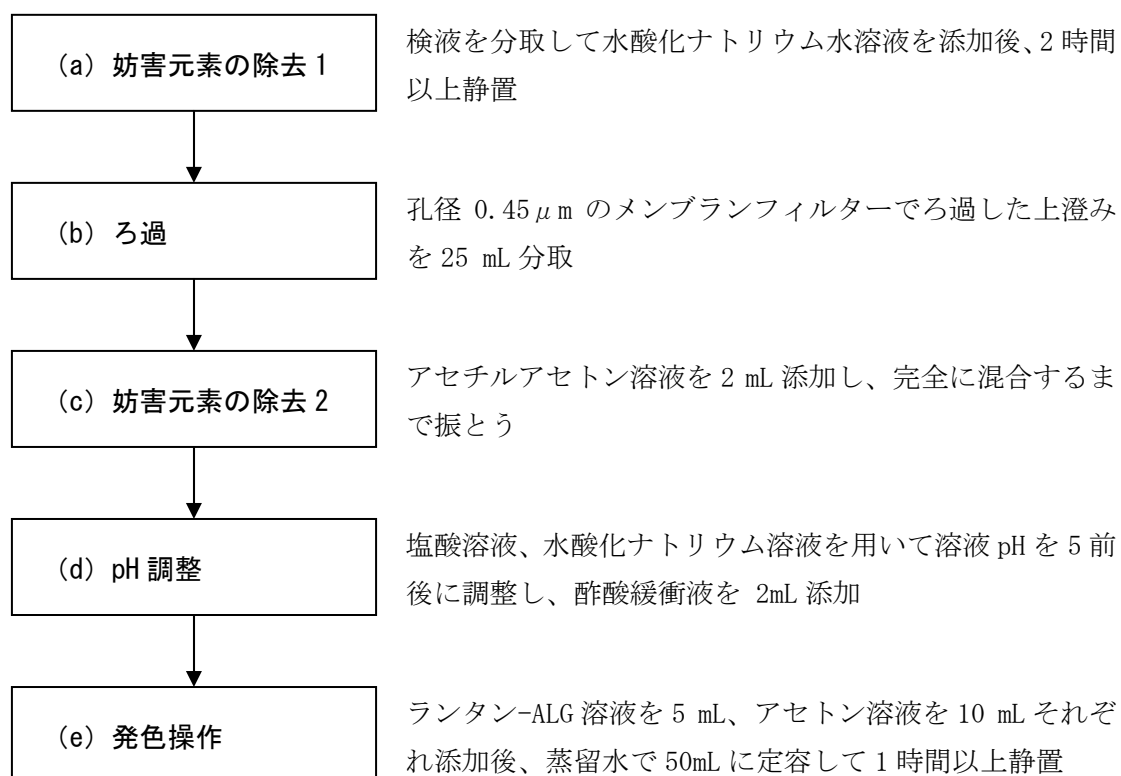 (a) 妨害元素の除去 1
検液を分取して水酸化ナトリウム水溶液を添加後、2 時間
以上静置
(b) ろ過
孔径 0.45μm のメンブランフィルターでろ過した上澄み
を 25 mL 分取
(c) 妨害元素の除去 2
アセチルアセトン溶液を 2 mL 添加し、完全に混合するま
で振とう
(d) pH 調整
塩酸溶液、水酸化ナトリウム溶液を用いて溶液 pH を 5 前
後に調整し、酢酸緩衝液を 2mL 添加
(e) 発色操作
ランタン-ALG 溶液を 5 mL、アセトン溶液を 10 mL それぞ
れ添加後、蒸留水で 50mL に定容して 1 時間以上静置